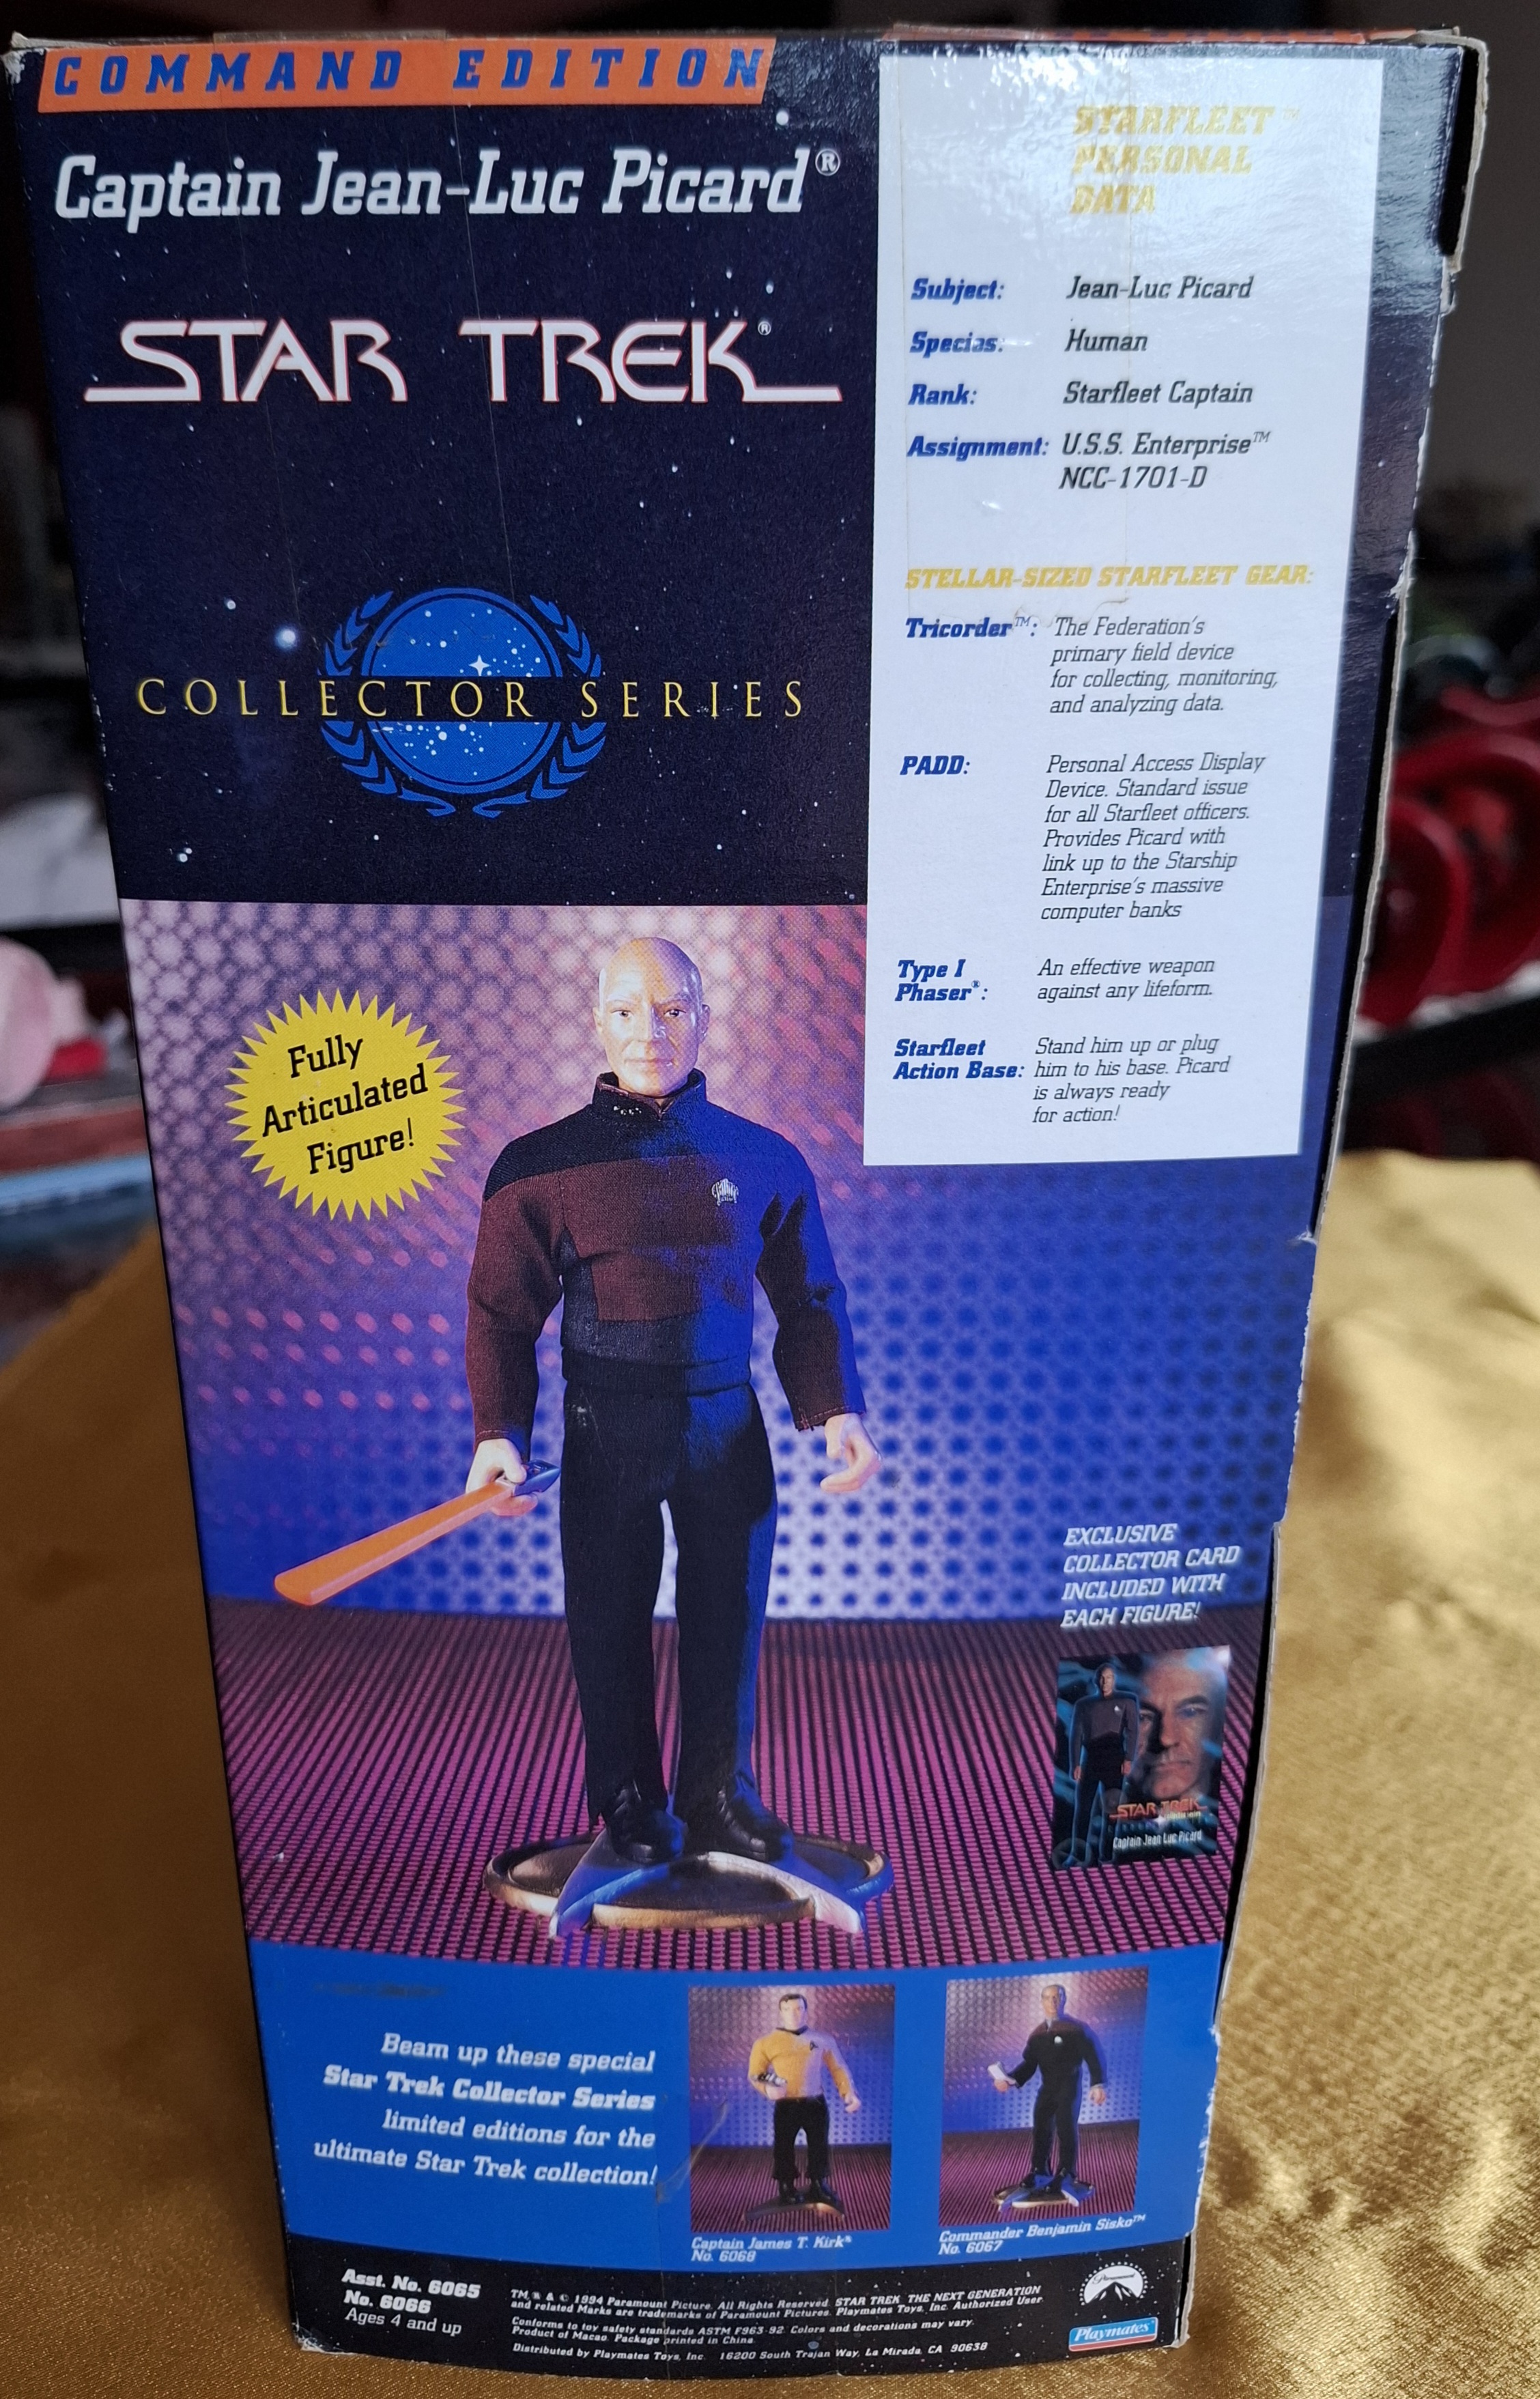 COMMAND EDITION
Captain Jean-Luc Picard®
STAR TREK®
COLLECTOR SERIES
STARFLEET™
PERSONAL
DATA
Subject: Jean-Luc Picard
Species: Human
Rank: Starfleet Captain
Assignment: U.S.S. Enterprise™
NCC-1701-D
STELLAR-SIZED STARFLEET GEAR:
Tricorder™: The Federation's
primary field device
for collecting, monitoring,
and analyzing data.
PADD: Personal Access Display
Device. Standard issue
for all Starfleet officers.
Provides Picard with
link up to the Starship
Enterprise's massive
computer banks
Type I An effective weapon
Phaser®: against any lifeform.
Starfleet Stand him up or plug
Action Base: him to his base. Picard
is always ready
for action!
Fully
Articulated
Figure!
EXCLUSIVE
COLLECTOR CARD
INCLUDED WITH
EACH FIGURE!
STAR TREK
Captain Jean Luc Picard
Beam up these special
Star Trek Collector Series
limited editions for the
ultimate Star Trek collection!
Captain James T. Kirk®
No. 6068
Commander Benjamin Sisko™
No. 6067
Asst. No. 6065
No. 6066
Ages 4 and up
TM ® & © 1994 Paramount Picture. All Rights Reserved. STAR TREK THE NEXT GENERATION
and related Marks are trademarks of Paramount Pictures. Playmates Toys, Inc. Authorized User
Conforms to toy safety standards ASTM F963-92. Colors and decorations may vary.
Product of Macao. Package printed in China.
Distributed by Playmates Toys, Inc. 16200 South Trojan Way, La Mirada, CA 90638
Paramount
Playmates